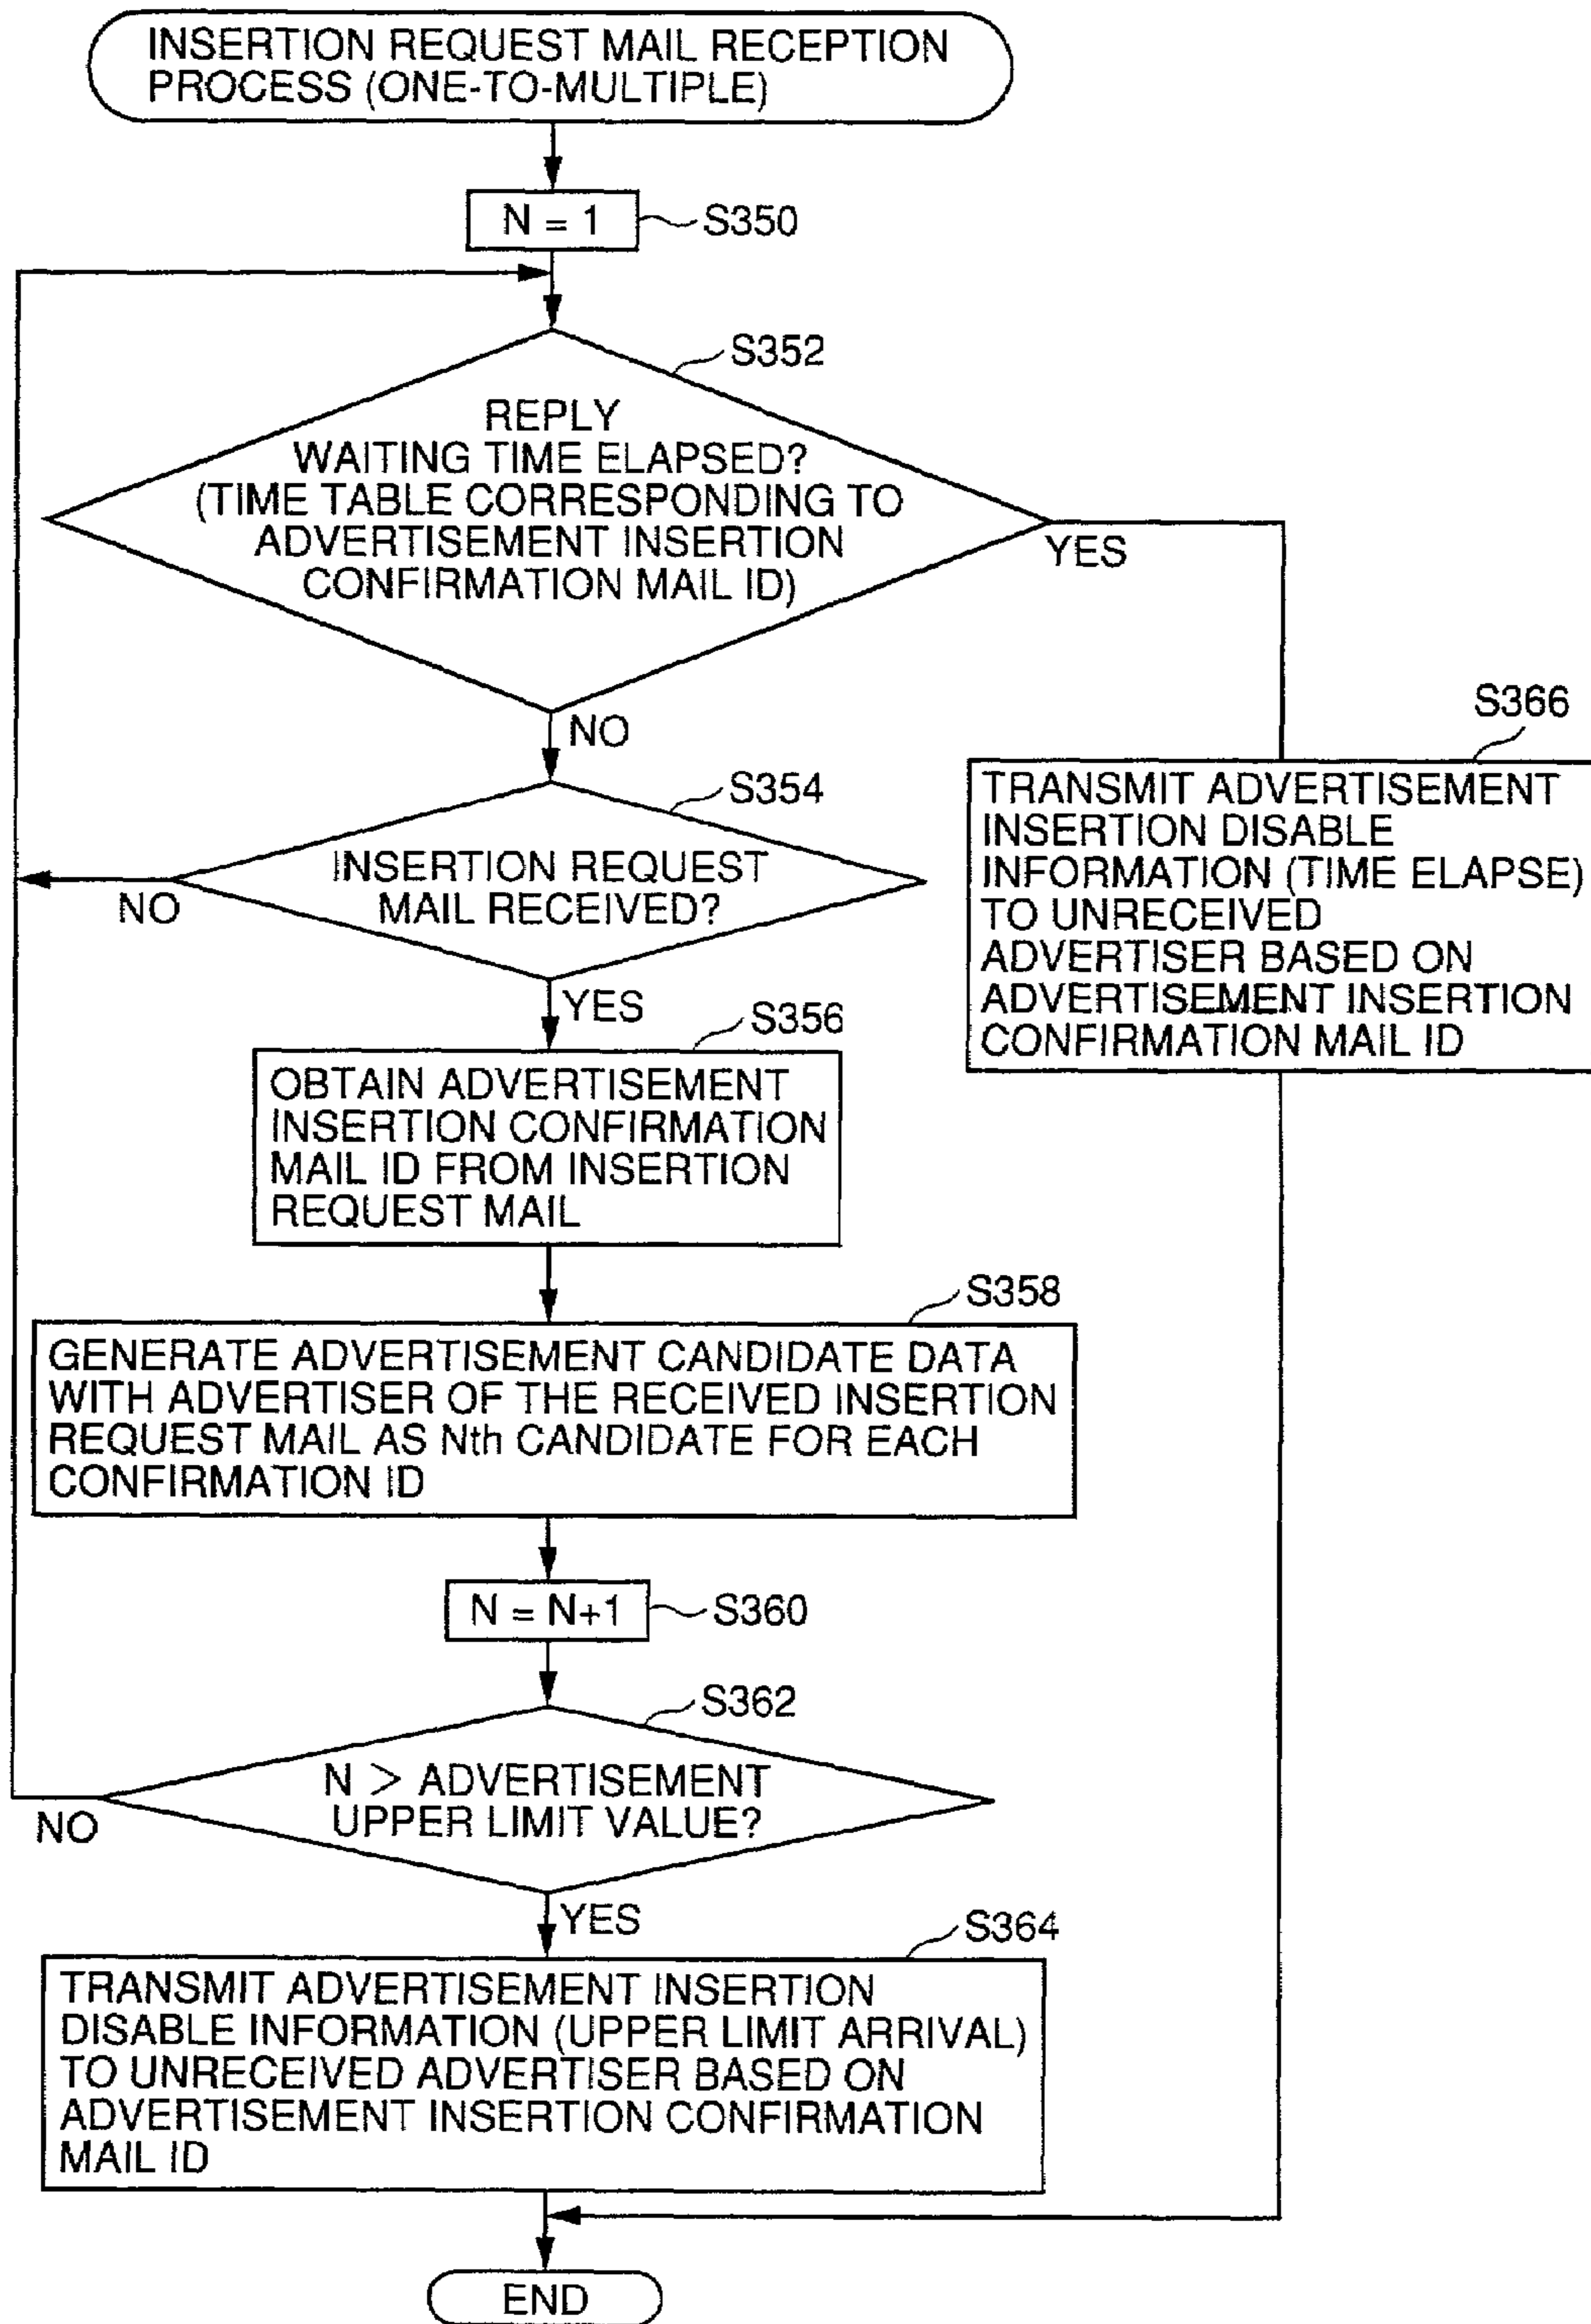 INSERTION REQUEST MAIL RECEPTION
PROCESS (ONE-TO-MULTIPLE)
N = 1
S350
S352
REPLY
WAITING TIME ELAPSED?
(TIME TABLE CORRESPONDING TO
ADVERTISEMENT INSERTION
CONFIRMATION MAIL ID)
YES
NO
S366
TRANSMIT ADVERTISEMENT
INSERTION DISABLE
INFORMATION (TIME ELAPSE)
TO UNRECEIVED
ADVERTISER BASED ON
ADVERTISEMENT INSERTION
CONFIRMATION MAIL ID
S354
INSERTION REQUEST
MAIL RECEIVED?
NO
YES
S356
OBTAIN ADVERTISEMENT
INSERTION CONFIRMATION
MAIL ID FROM INSERTION
REQUEST MAIL
S358
GENERATE ADVERTISEMENT CANDIDATE DATA
WITH ADVERTISER OF THE RECEIVED INSERTION
REQUEST MAIL AS Nth CANDIDATE FOR EACH
CONFIRMATION ID
N = N+1
S360
S362
N > ADVERTISEMENT
UPPER LIMIT VALUE?
NO
YES
S364
TRANSMIT ADVERTISEMENT INSERTION
DISABLE INFORMATION (UPPER LIMIT ARRIVAL)
TO UNRECEIVED ADVERTISER BASED ON
ADVERTISEMENT INSERTION CONFIRMATION
MAIL ID
END